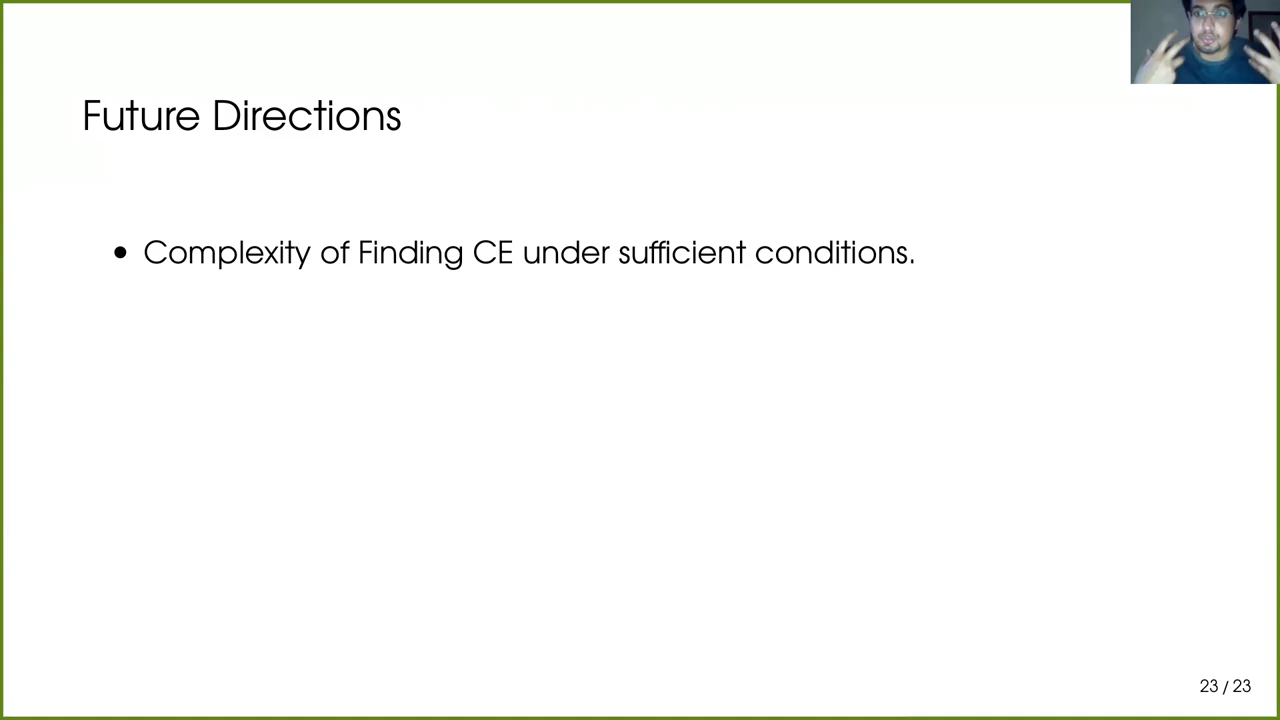 Future Directions
• Complexity of Finding CE under sufficient conditions.
23 / 23